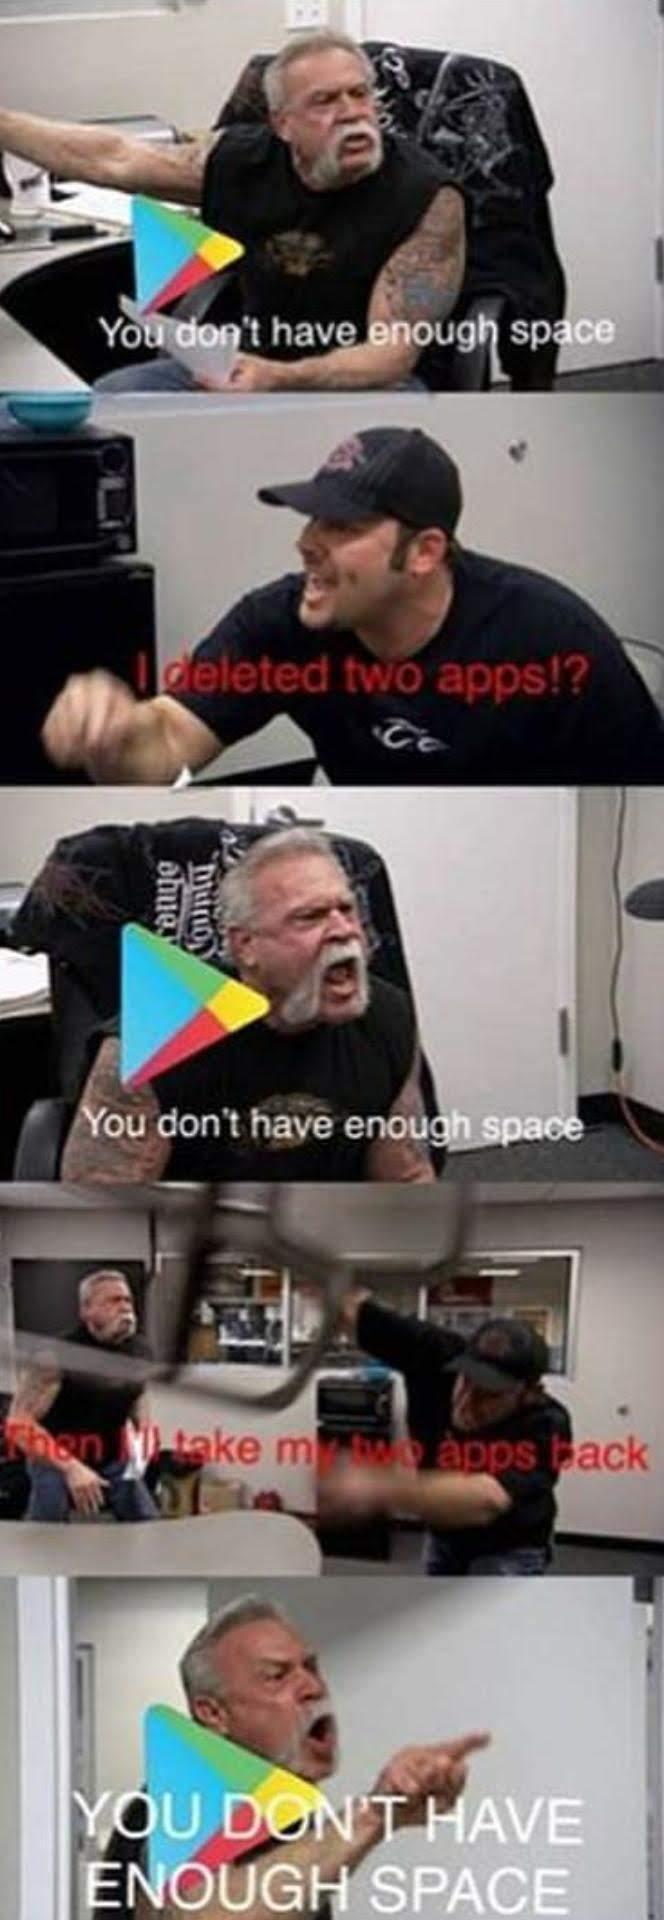 You don't have enough space
I deleted two apps!?
You don't have enough space
Then I'll take my two apps back
YOU DON'T HAVE
ENOUGH SPACE